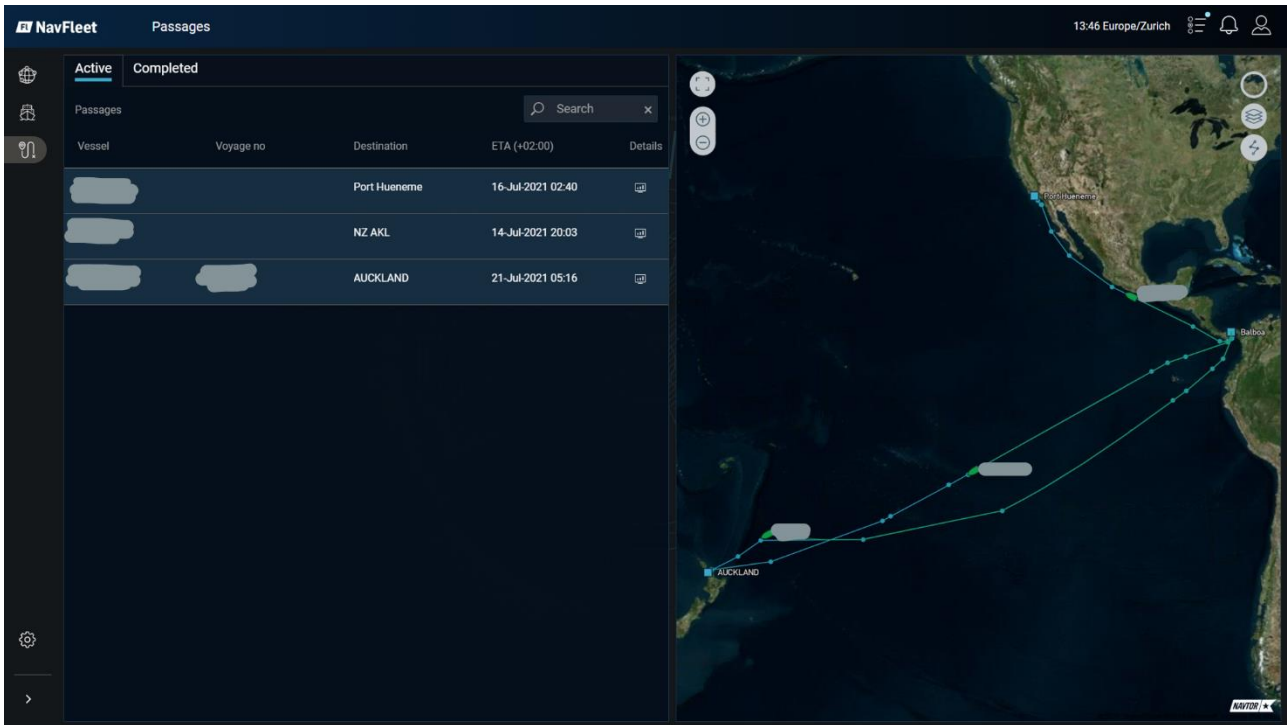 FL NavFleet Passages 13:46 Europe/Zurich
Active Completed
Passages Search ×
Vessel Voyage no Destination ETA (+02:00) Details
Port Hueneme 16-Jul-2021 02:40
NZ AKL 14-Jul-2021 20:03
AUCKLAND 21-Jul-2021 05:16
Port Hueneme
Balboa
AUCKLAND
NAVTOR